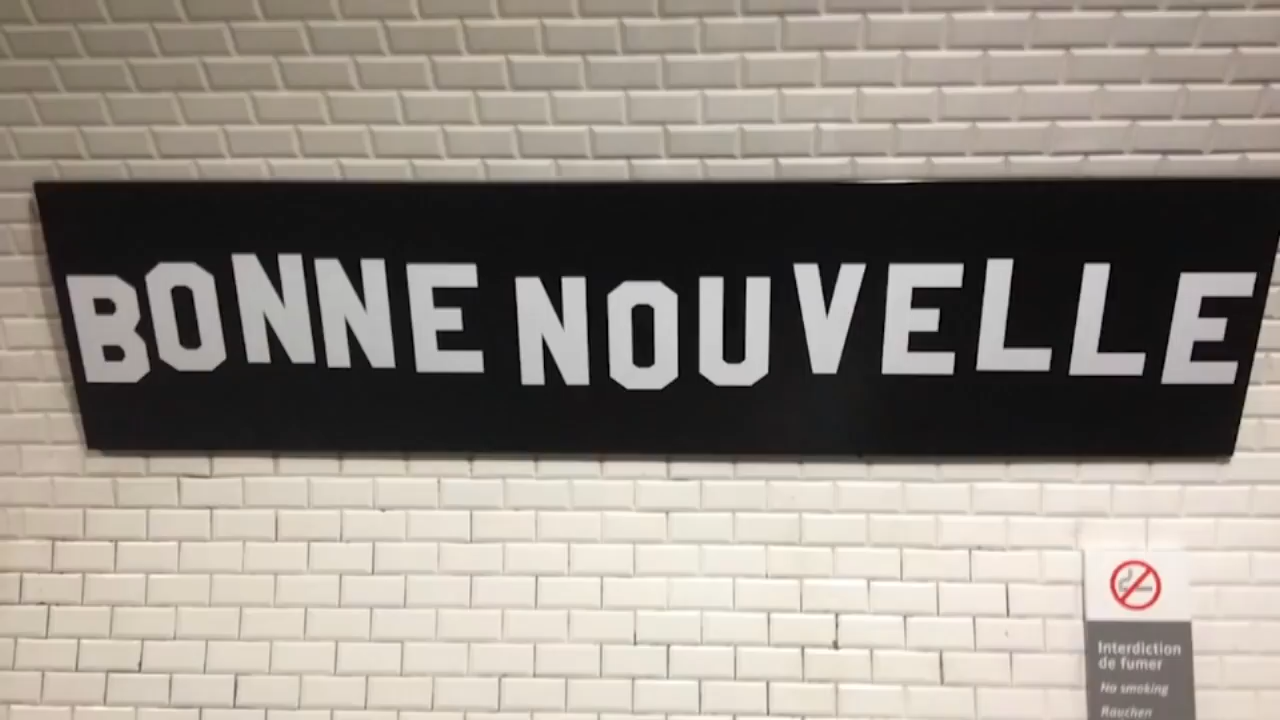 BONNE NOUVELLE
Interdiction
de fumer
No smoking
Rauchen